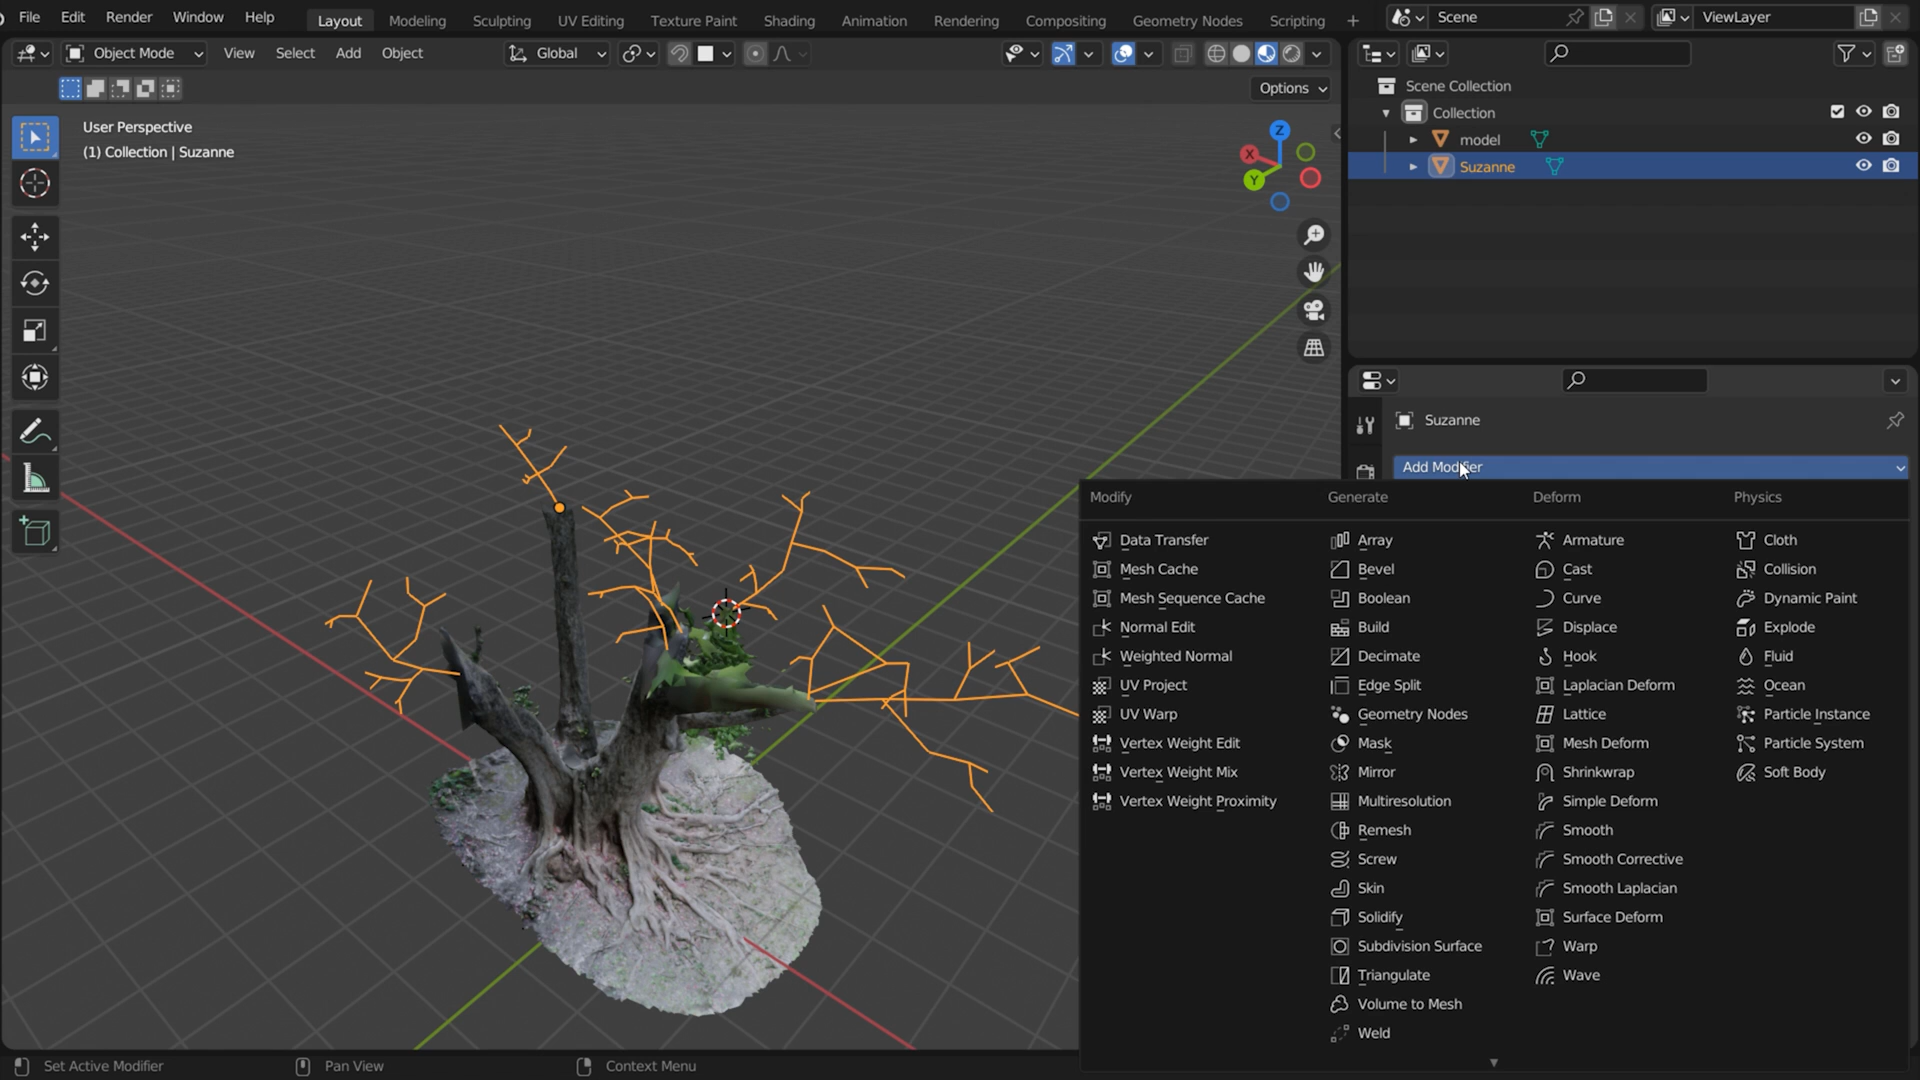 File Edit Render Window Help Layout Modeling Sculpting UV Editing Texture Paint Shading Animation Rendering Compositing Geometry Nodes Scripting + Scene ViewLayer
Object Mode View Select Add Object Global
Options
User Perspective
(1) Collection | Suzanne
Z
X
Y
Scene Collection
Collection
model
Suzanne
Suzanne
Add Modifier
Modify Generate Deform Physics
Data Transfer Array Armature Cloth
Mesh Cache Bevel Cast Collision
Mesh Sequence Cache Boolean Curve Dynamic Paint
Normal Edit Build Displace Explode
Weighted Normal Decimate Hook Fluid
UV Project Edge Split Laplacian Deform Ocean
UV Warp Geometry Nodes Lattice Particle Instance
Vertex Weight Edit Mask Mesh Deform Particle System
Vertex Weight Mix Mirror Shrinkwrap Soft Body
Vertex Weight Proximity Multiresolution Simple Deform
Remesh Smooth
Screw Smooth Corrective
Skin Smooth Laplacian
Solidify Surface Deform
Subdivision Surface Warp
Triangulate Wave
Volume to Mesh
Weld
Set Active Modifier Pan View Context Menu